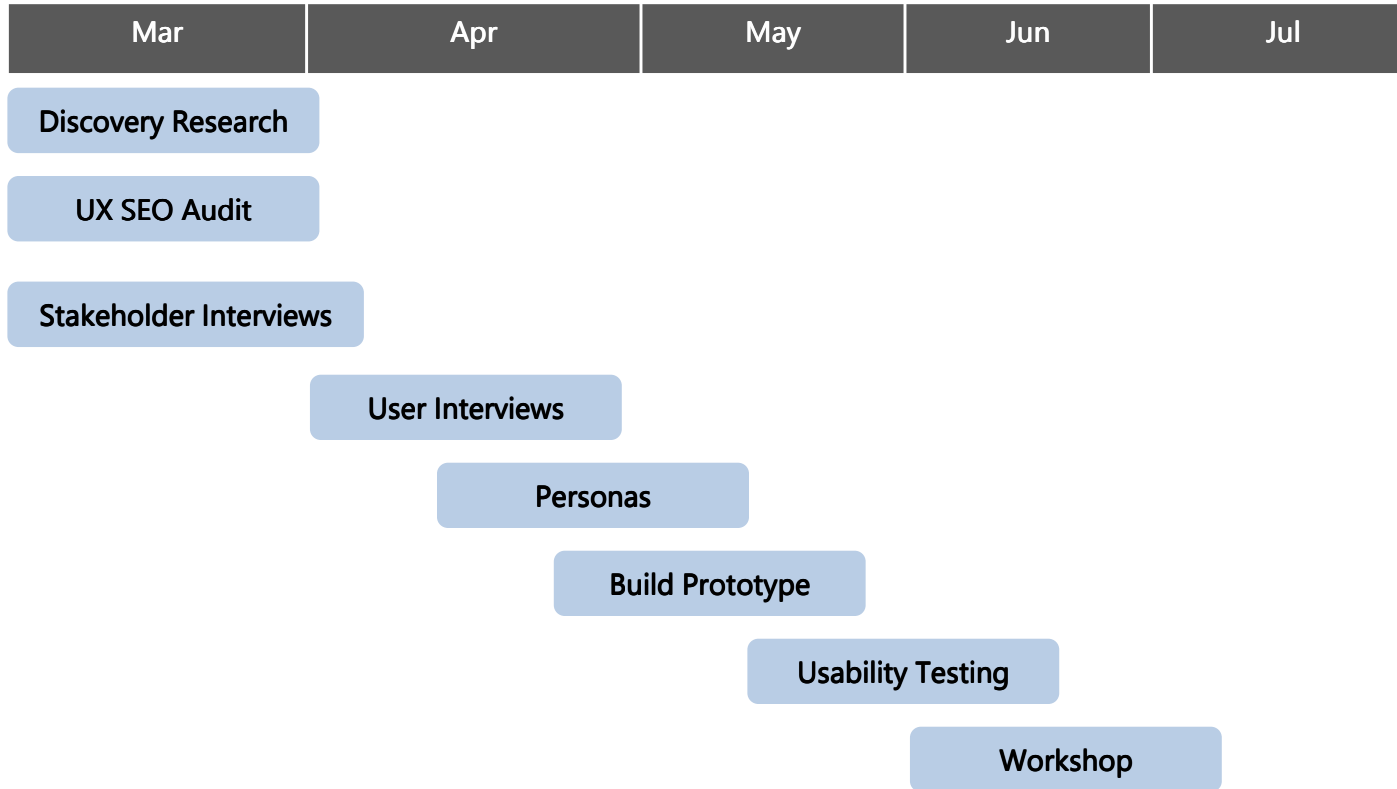 Mar Apr May Jun Jul
Discovery Research
UX SEO Audit
Stakeholder Interviews
User Interviews
Personas
Build Prototype
Usability Testing
Workshop